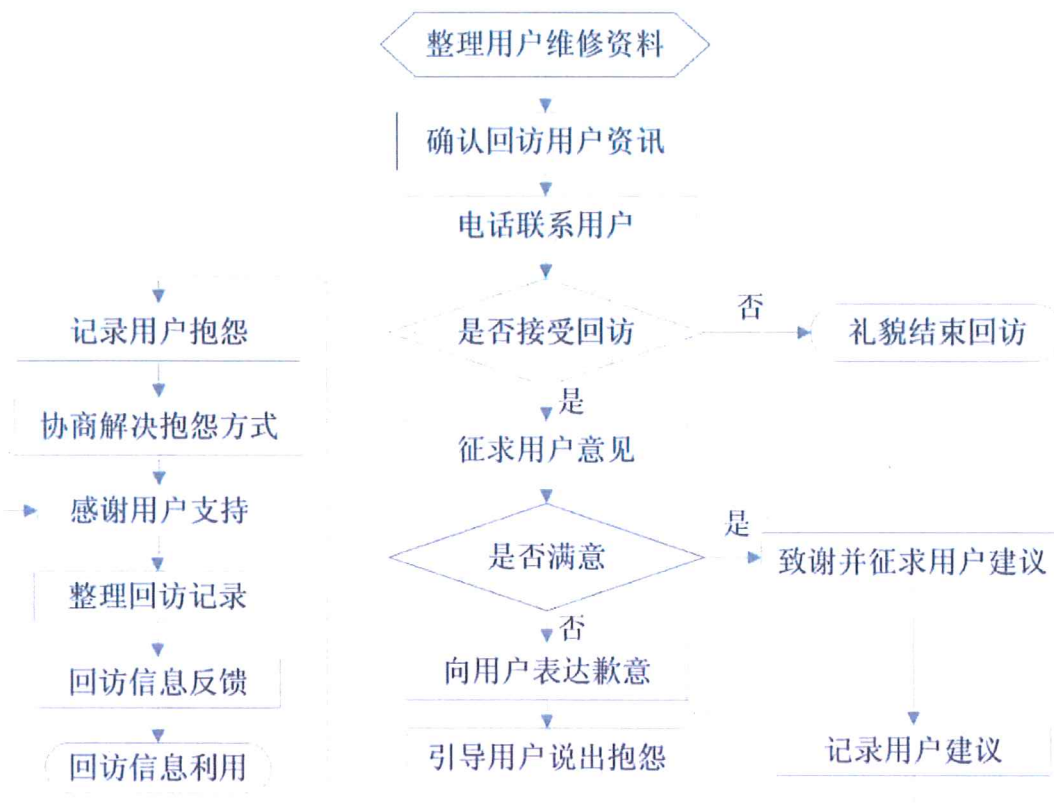 整理用户维修资料
确认回访用户资讯
电话联系用户
是否接受回访
否
礼貌结束回访
是
征求用户意见
是否满意
是
致谢并征求用户建议
记录用户建议
否
向用户表达歉意
引导用户说出抱怨
记录用户抱怨
协商解决抱怨方式
感谢用户支持
整理回访记录
回访信息反馈
回访信息利用